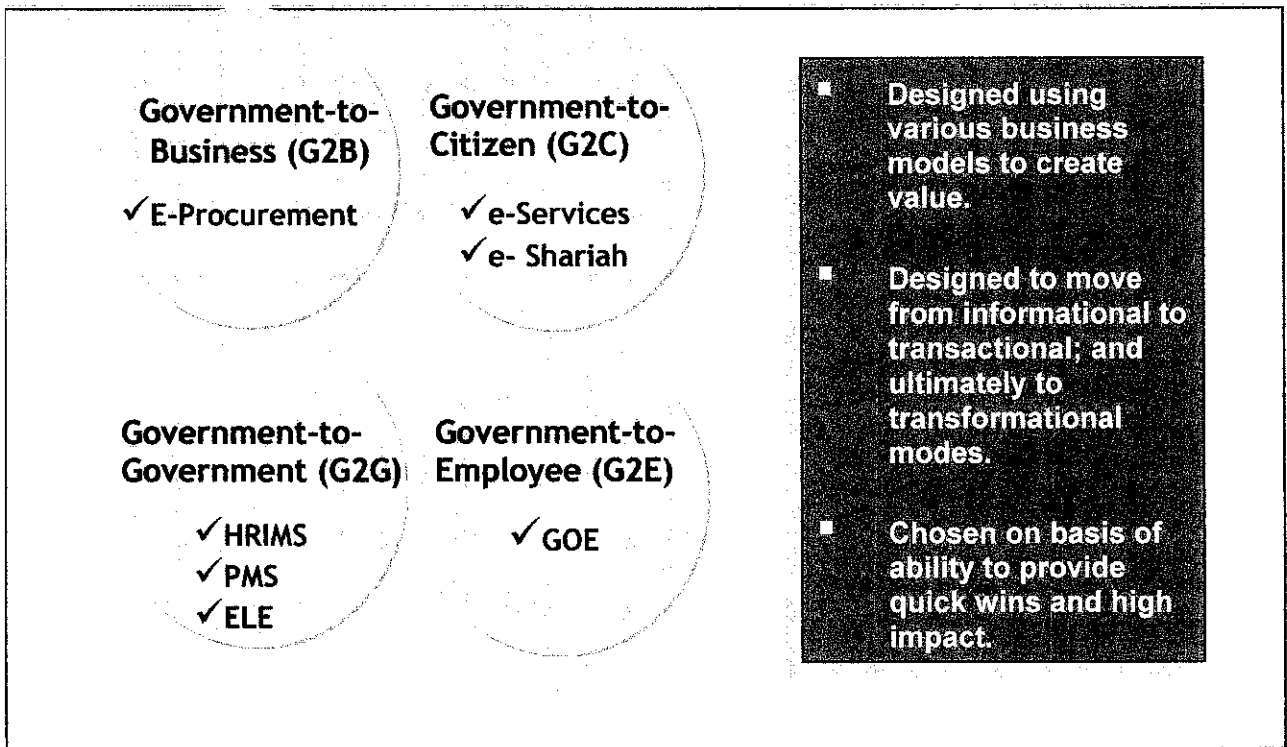 Government-to-
Business (G2B)
✓E-Procurement
Government-to-
Citizen (G2C)
✓e-Services
✓e- Shariah
Government-to-
Government (G2G)
✓HRIMS
✓PMS
✓ELE
Government-to-
Employee (G2E)
✓GOE
▪ Designed using
various business
models to create
value.
▪ Designed to move
from informational to
transactional; and
ultimately to
transformational
modes.
▪ Chosen on basis of
ability to provide
quick wins and high
impact.